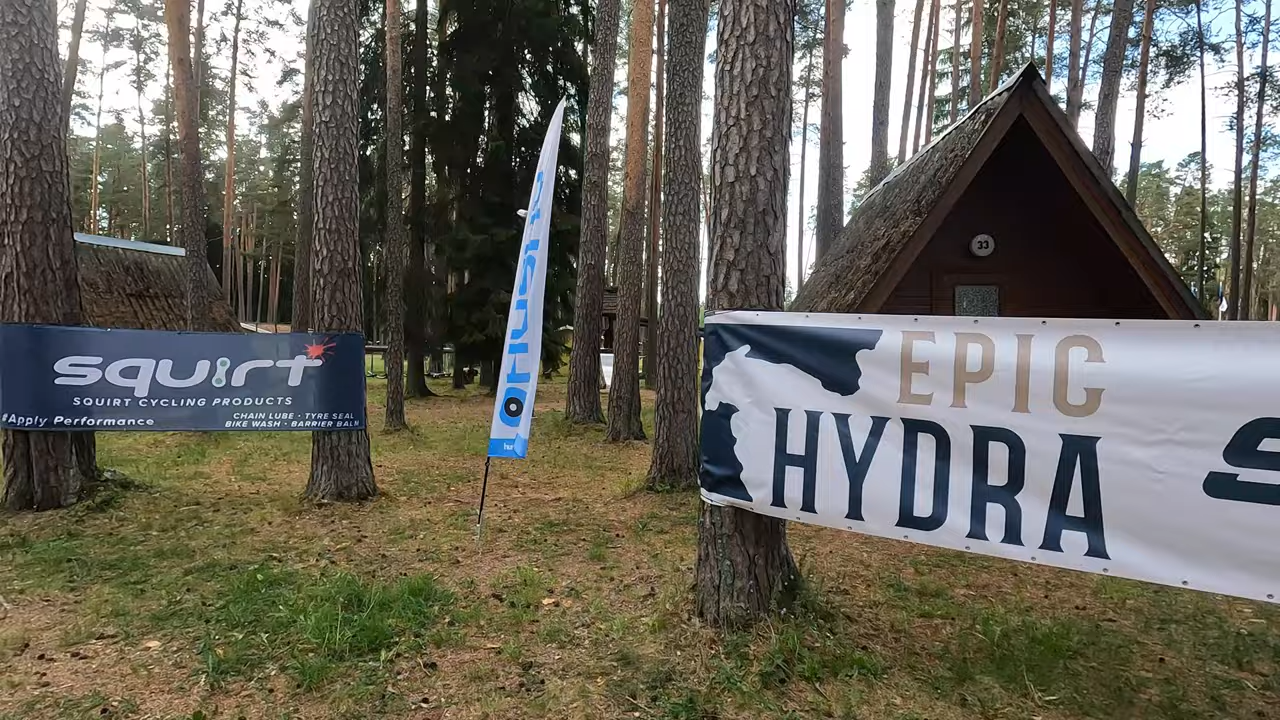 squirt
SQUIRT CYCLING PRODUCTS
#Apply Performance
CHAIN LUBE · TYRE SEAL
BIKE WASH · BARRIER BALM
33
EPIC
HYDRA